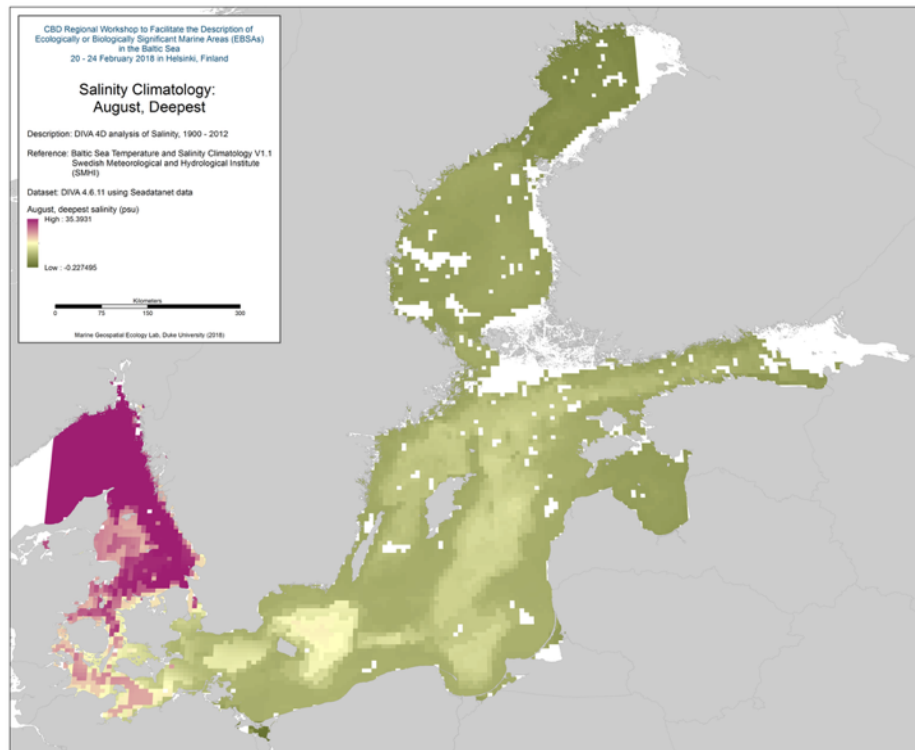 CBD Regional Workshop to Facilitate the Description of
Ecologically or Biologically Significant Marine Areas (EBSAs)
in the Baltic Sea
20 - 24 February 2018 in Helsinki, Finland
Salinity Climatology:
August, Deepest
Description: DIVA 4D analysis of Salinity, 1900 - 2012
Reference: Baltic Sea Temperature and Salinity Climatology V1.1
Swedish Meteorological and Hydrological Institute
(SMHI)
Dataset: DIVA 4.6.11 using Seadatanet data
August, deepest salinity (psu)
High : 35.3931
Low : -0.227495
Kilometers
0 75 150 300
Marine Geospatial Ecology Lab, Duke University (2018)